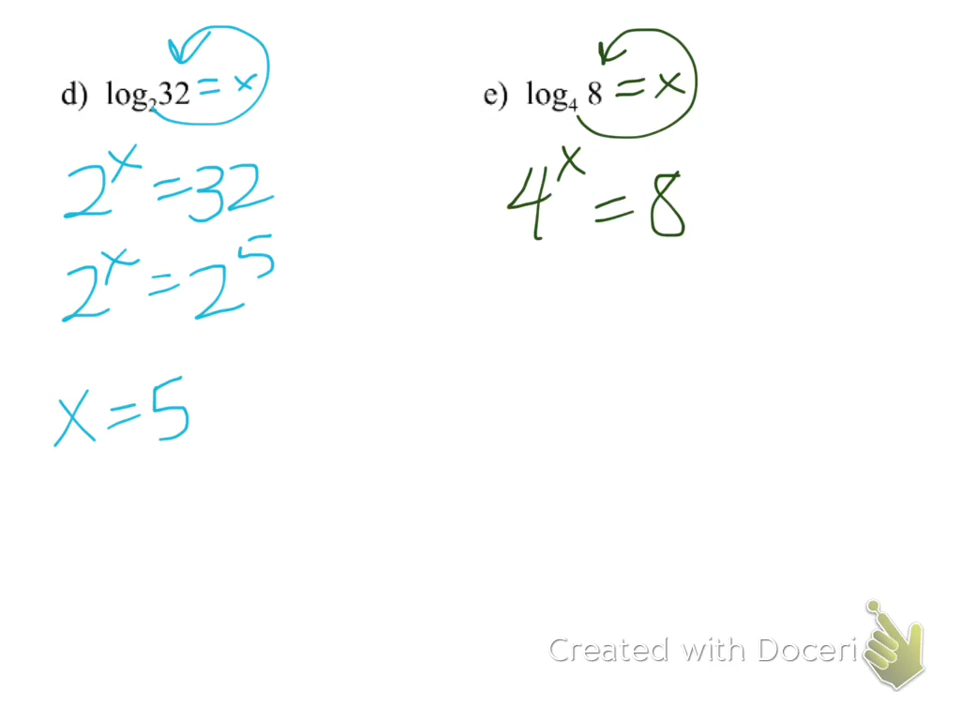 d) log₂32 = x
2ˣ = 32
2ˣ = 2⁵
x = 5
e) log₄ 8 = x
4ˣ = 8
Created with Doceri